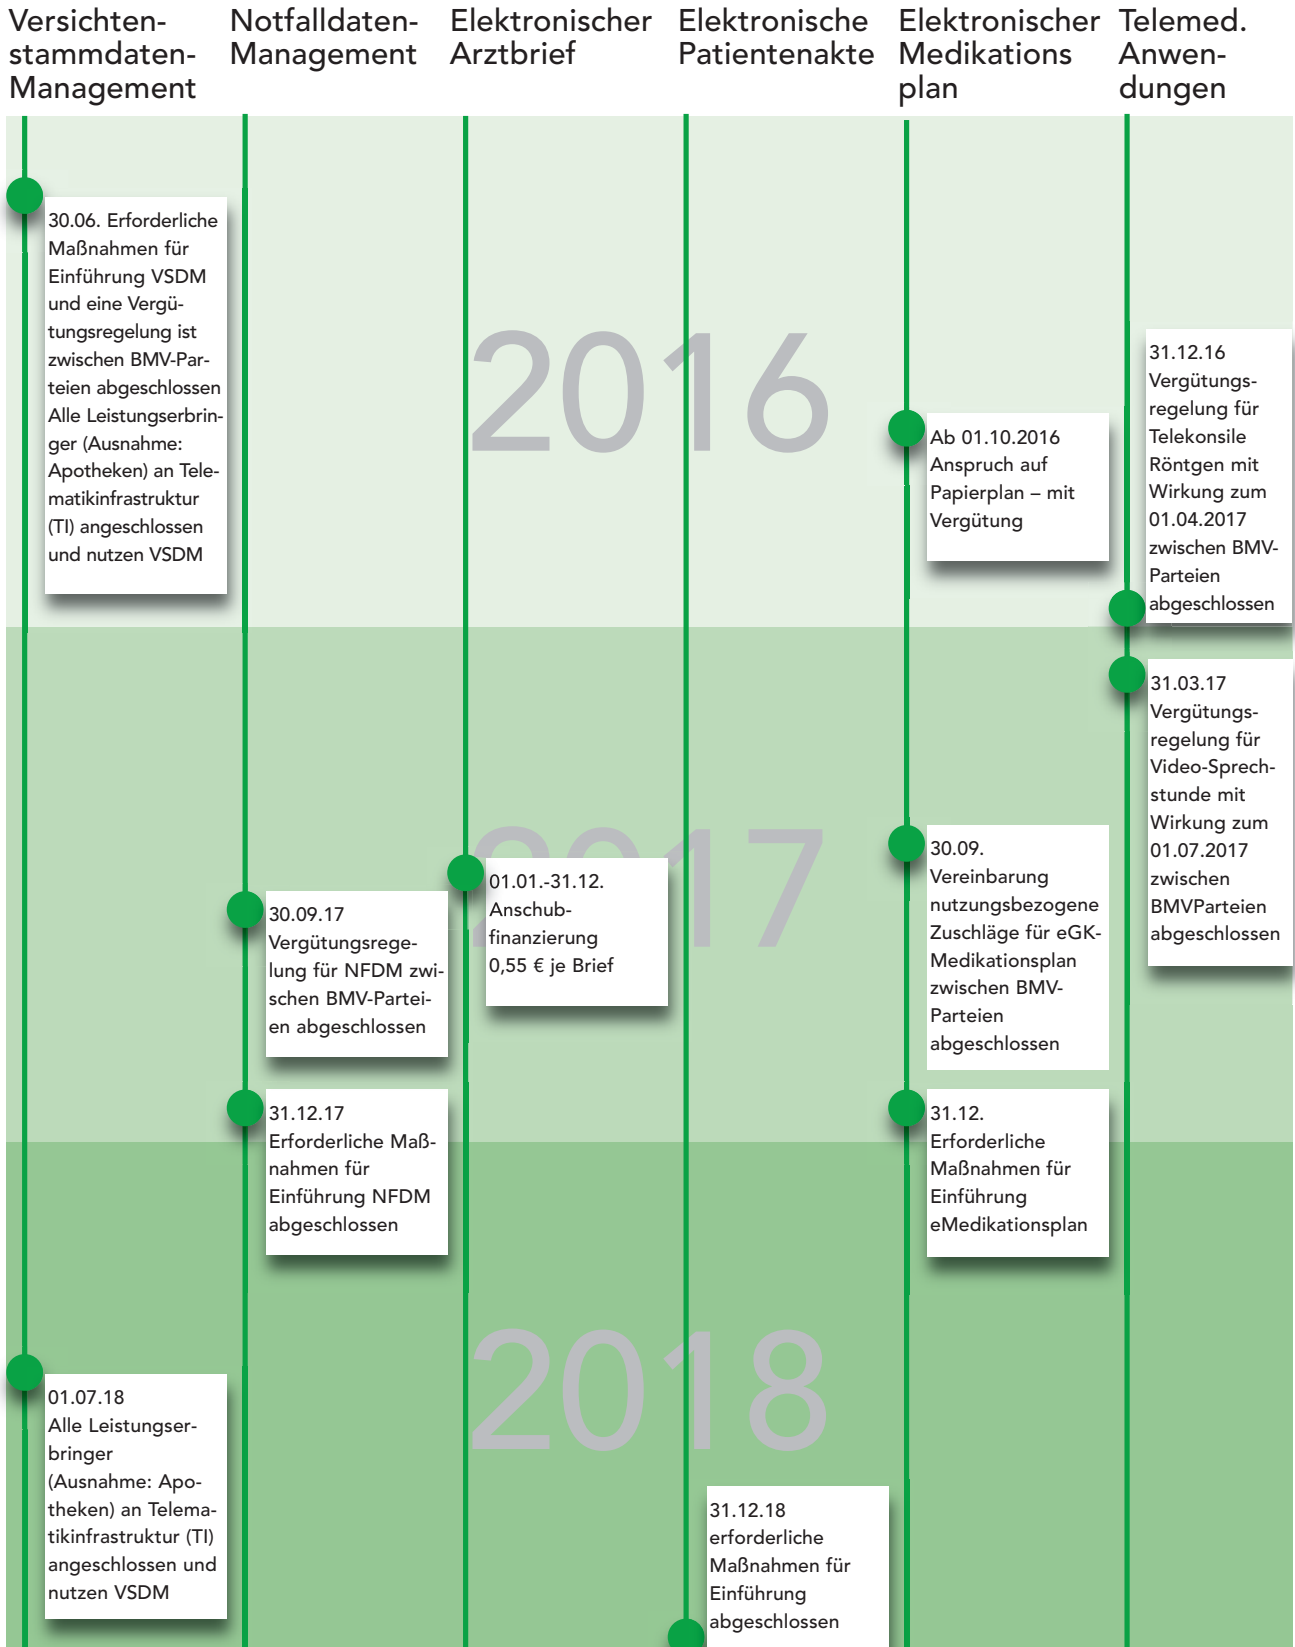 Versichten-
stammdaten-
Management
Notfalldaten-
Management
Elektronischer
Arztbrief
Elektronische
Patientenakte
Elektronischer
Medikations
plan
Telemed.
Anwen-
dungen
30.06. Erforderliche
Maßnahmen für
Einführung VSDM
und eine Vergü-
tungsregelung ist
zwischen BMV-Par-
teien abgeschlossen
Alle Leistungserbrin-
ger (Ausnahme:
Apotheken) an Tele-
matikinfrastruktur
(TI) angeschlossen
und nutzen VSDM
2016
Ab 01.10.2016
Anspruch auf
Papierplan – mit
Vergütung
31.12.16
Vergütungs-
regelung für
Telekonsile
Röntgen mit
Wirkung zum
01.04.2017
zwischen BMV-
Parteien
abgeschlossen
31.03.17
Vergütungs-
regelung für
Video-Sprech-
stunde mit
Wirkung zum
01.07.2017
zwischen
BMVParteien
abgeschlossen
2017
30.09.17
Vergütungsrege-
lung für NFDM zwi-
schen BMV-Partei-
en abgeschlossen
01.01.-31.12.
Anschub-
finanzierung
0,55 € je Brief
30.09.
Vereinbarung
nutzungsbezogene
Zuschläge für eGK-
Medikationsplan
zwischen BMV-
Parteien
abgeschlossen
31.12.17
Erforderliche Maß-
nahmen für
Einführung NFDM
abgeschlossen
31.12.
Erforderliche
Maßnahmen für
Einführung
eMedikationsplan
2018
01.07.18
Alle Leistungser-
bringer
(Ausnahme: Apo-
theken) an Telema-
tikinfrastruktur (TI)
angeschlossen und
nutzen VSDM
31.12.18
erforderliche
Maßnahmen für
Einführung
abgeschlossen